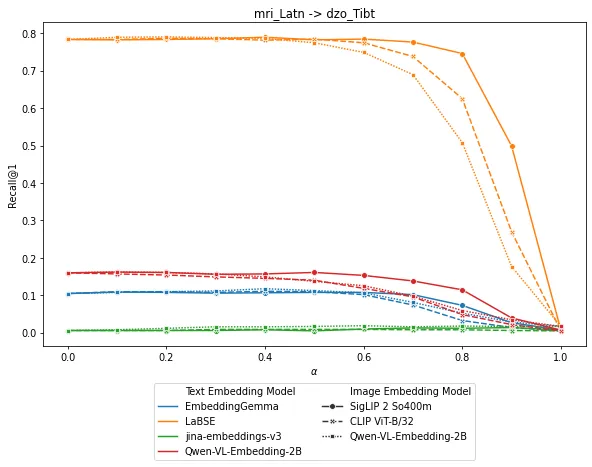 mri_Latn -> dzo_Tibt
Recall@1
0.8
0.7
0.6
0.5
0.4
0.3
0.2
0.1
0.0
0.0 0.2 0.4 0.6 0.8 1.0
α
Text Embedding Model Image Embedding Model
EmbeddingGemma SigLIP 2 So400m
LaBSE CLIP ViT-B/32
jina-embeddings-v3 Qwen-VL-Embedding-2B
Qwen-VL-Embedding-2B